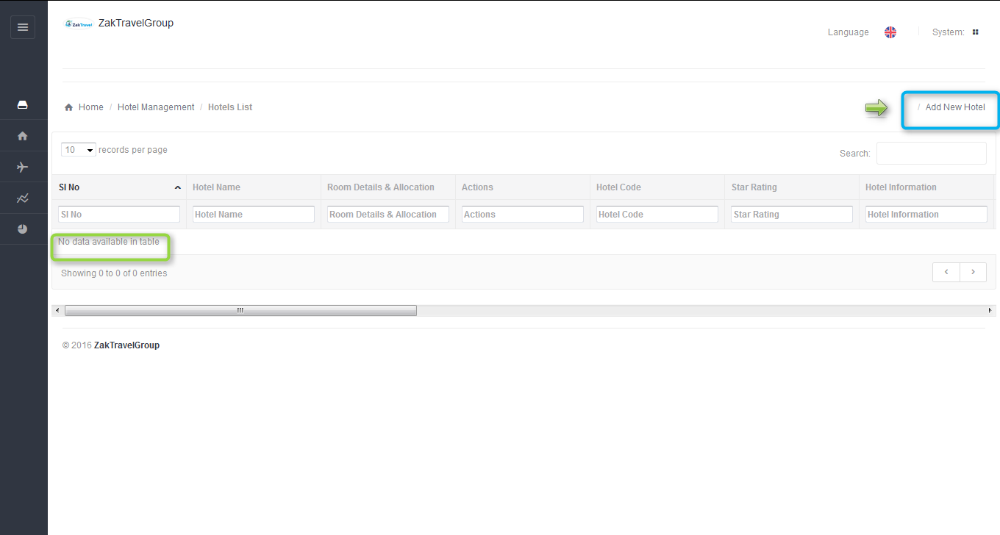 ZakTravel ZakTravelGroup
Language System:
Home / Hotel Management / Hotels List / Add New Hotel
10 records per page
Search:
Sl No Hotel Name Room Details & Allocation Actions Hotel Code Star Rating Hotel Information
Sl No Hotel Name Room Details & Allocation Actions Hotel Code Star Rating Hotel Information
No data available in table
Showing 0 to 0 of 0 entries
© 2016 ZakTravelGroup